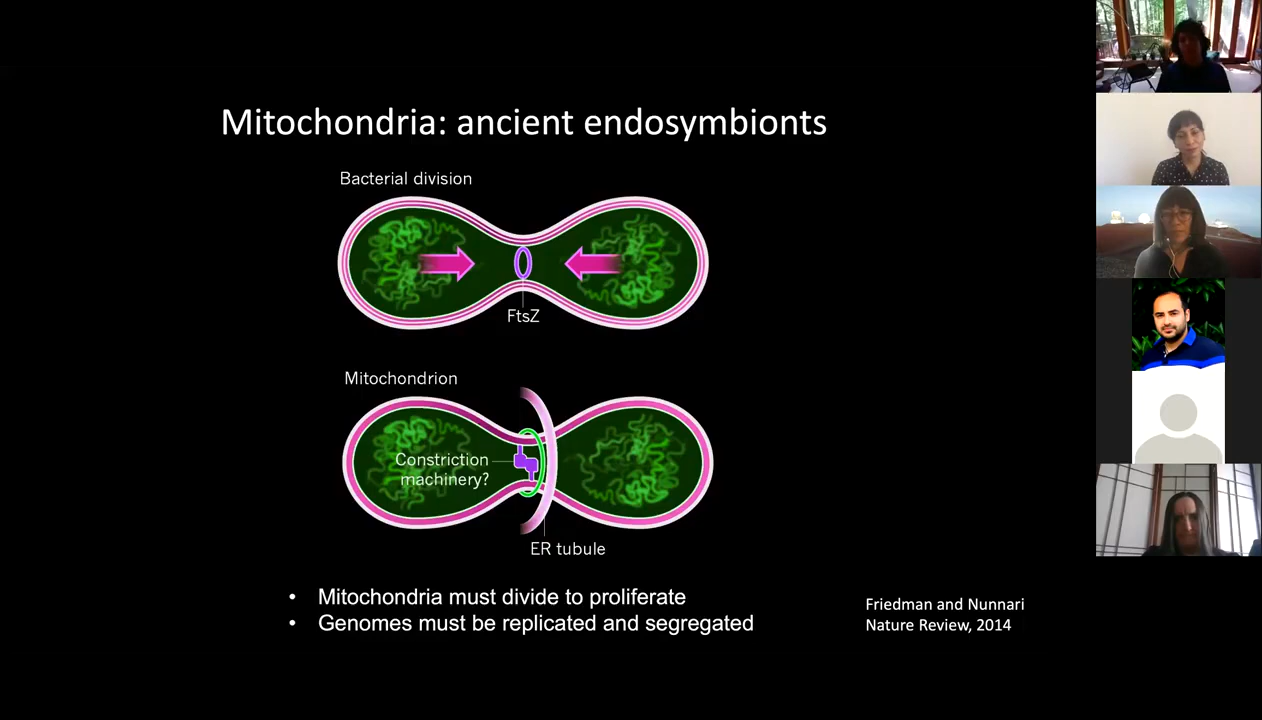 Mitochondria: ancient endosymbionts
Bacterial division
FtsZ
Mitochondrion
Constriction
machinery?
ER tubule
• Mitochondria must divide to proliferate
• Genomes must be replicated and segregated
Friedman and Nunnari
Nature Review, 2014